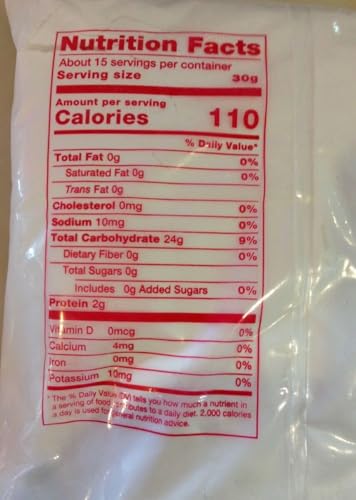 Nutrition Facts
About 15 servings per container
Serving size 30g
Amount per serving
Calories 110
% Daily Value*
Total Fat 0g 0%
Saturated Fat 0g 0%
Trans Fat 0g
Cholesterol 0mg 0%
Sodium 10mg 0%
Total Carbohydrate 24g 9%
Dietary Fiber 0g 0%
Total Sugars 0g
Includes 0g Added Sugars 0%
Protein 2g
Vitamin D 0mcg 0%
Calcium 4mg 0%
Iron 0mg 0%
Potassium 10mg 0%
* The % Daily Value (DV) tells you how much a nutrient in
a serving of food contributes to a daily diet. 2,000 calories
a day is used for general nutrition advice.